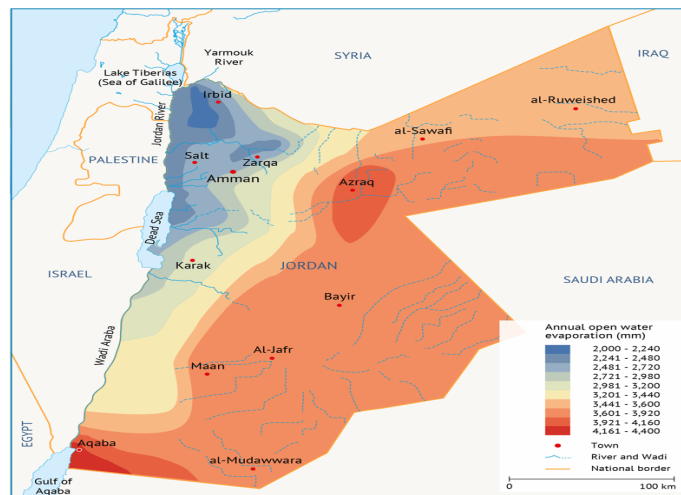 Yarmouk
River
SYRIA
IRAQ
Lake Tiberias
(Sea of Galilee)
Irbid
al-Ruweished
Jordan River
al-Sawafi
PALESTINE
Salt
Zarqa
Amman
Azraq
Dead Sea
Karak
JORDAN
ISRAEL
SAUDI ARABIA
Bayir
Wadi Araba
Al-Jafr
Maan
EGYPT
Aqaba
al-Mudawwara
Gulf of
Aqaba
Annual open water
evaporation (mm)
2,000 - 2,240
2,241 - 2,480
2,481 - 2,720
2,721 - 2,980
2,981 - 3,200
3,201 - 3,440
3,441 - 3,600
3,601 - 3,920
3,921 - 4,160
4,161 - 4,400
Town
River and Wadi
National border
0 100 km